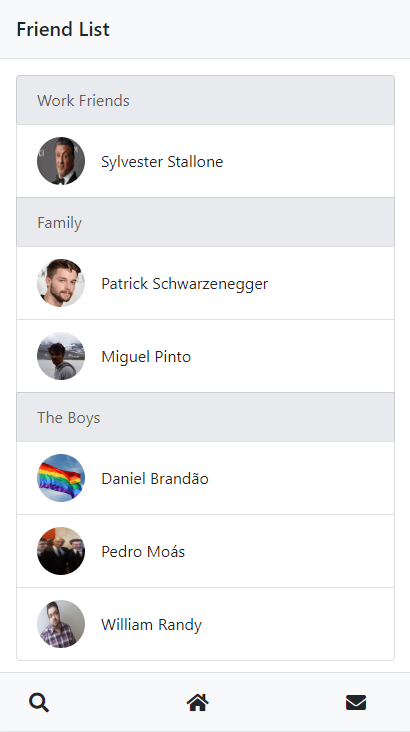 Friend List
Work Friends
Sylvester Stallone
Family
Patrick Schwarzenegger
Miguel Pinto
The Boys
Daniel Brandão
Pedro Moás
William Randy